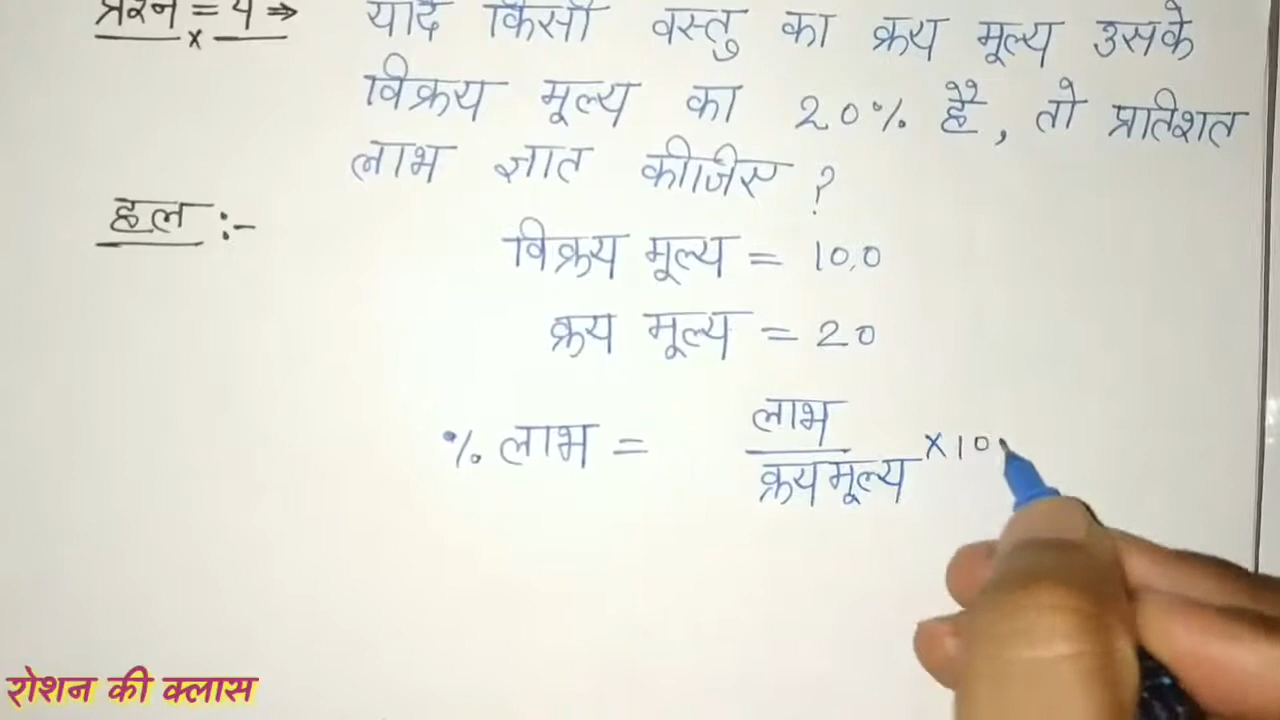 प्रश्न = 4 ⇒ यदि किसी वस्तु का क्रय मूल्य उसके
विक्रय मूल्य का 20% है, तो प्रतिशत
लाभ ज्ञात कीजिए ?
हल :-
विक्रय मूल्य = 100
क्रय मूल्य = 20
% लाभ = लाभ / क्रयमूल्य × 10
रोशन की क्लास